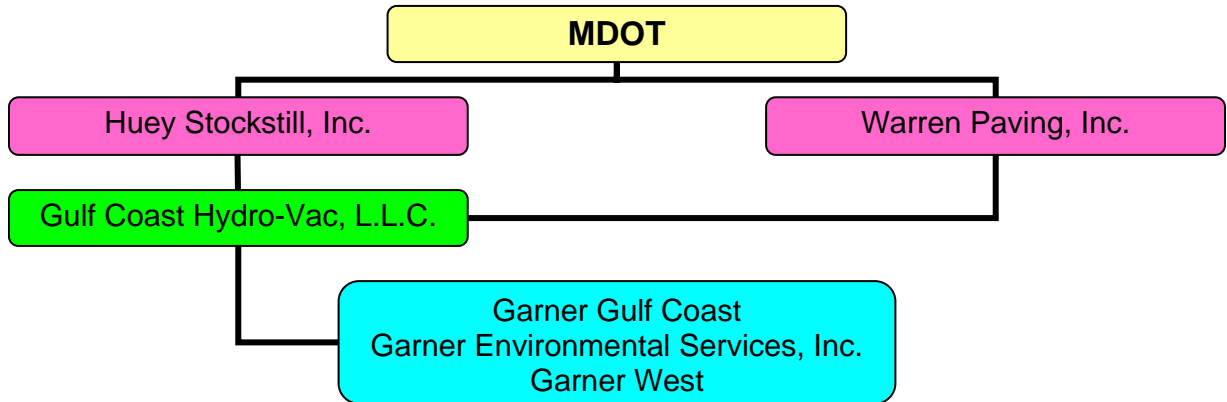 MDOT
Huey Stockstill, Inc.
Warren Paving, Inc.
Gulf Coast Hydro-Vac, L.L.C.
Garner Gulf Coast
Garner Environmental Services, Inc.
Garner West